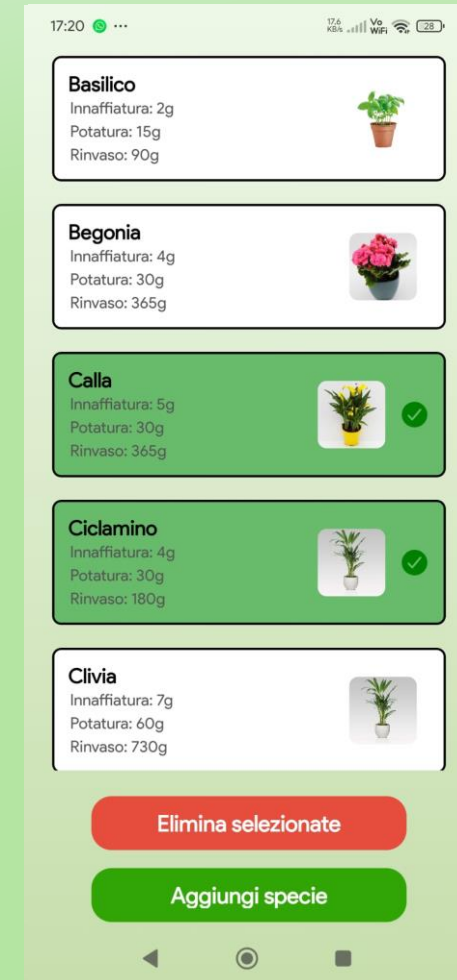 17:20
17,6
KB/s
Vo
WiFi
28
Basilico
Innaffiatura: 2g
Potatura: 15g
Rinvaso: 90g
Begonia
Innaffiatura: 4g
Potatura: 30g
Rinvaso: 365g
Calla
Innaffiatura: 5g
Potatura: 30g
Rinvaso: 365g
Ciclamino
Innaffiatura: 4g
Potatura: 30g
Rinvaso: 180g
Clivia
Innaffiatura: 7g
Potatura: 60g
Rinvaso: 730g
Elimina selezionate
Aggiungi specie